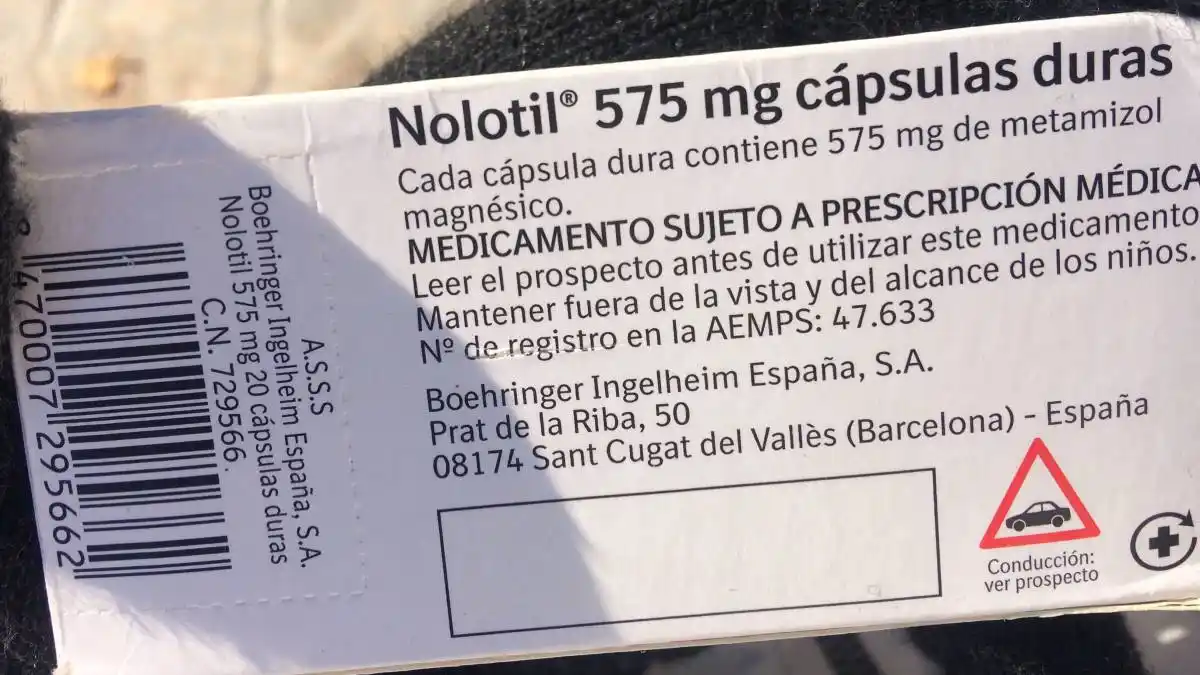 Nolotil® 575 mg cápsulas duras
Cada cápsula dura contiene 575 mg de metamizol
magnésico.
MEDICAMENTO SUJETO A PRESCRIPCIÓN MÉDICA
Leer el prospecto antes de utilizar este medicamento
Mantener fuera de la vista y del alcance de los niños.
Nº de registro en la AEMPS: 47.633
Boehringer Ingelheim España, S.A.
Prat de la Riba, 50
08174 Sant Cugat del Vallès (Barcelona) - España
Conducción:
ver prospecto
A.S.S.S
Boehringer Ingelheim España, S.A.
Nolotil 575 mg 20 cápsulas duras
C.N. 729566.
8 470007 295662